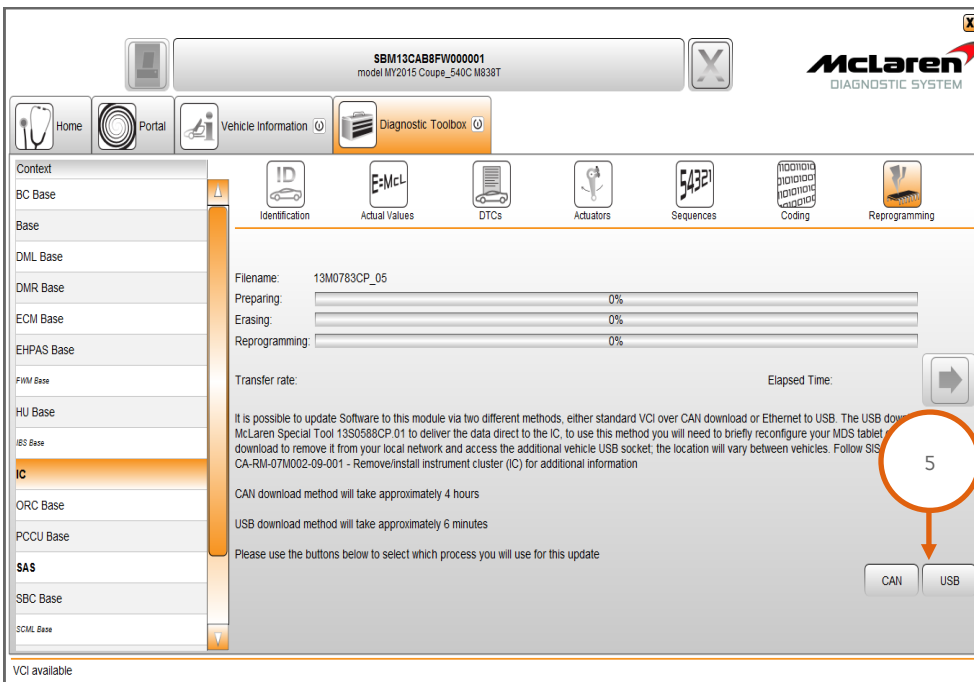 X
SBM13CAB8FW000001
model MY2015 Coupe_540C M838T
X
McLaren
DIAGNOSTIC SYSTEM
Home
Portal
Vehicle Information
Diagnostic Toolbox
Context
BC Base
Base
DML Base
DMR Base
ECM Base
EHPAS Base
FWM Base
HU Base
IBS Base
IC
ORC Base
PCCU Base
SAS
SBC Base
SCML Base
ID
Identification
E=McL
Actual Values
DTCs
Actuators
54321
Sequences
Coding
Reprogramming
Filename: 13M0783CP_05
Preparing: 0%
Erasing: 0%
Reprogramming: 0%
Transfer rate: Elapsed Time:
It is possible to update Software to this module via two different methods, either standard VCI over CAN download or Ethernet to USB. The USB
McLaren Special Tool 13S0588CP.01 to deliver the data direct to the IC, to use this method you will need to briefly reconfigure your MDS tablet
download to remove it from your local network and access the additional vehicle USB socket; the location will vary between vehicles. Follow SIS
CA-RM-07M002-09-001 - Remove/install instrument cluster (IC) for additional information
5
CAN download method will take approximately 4 hours
USB download method will take approximately 6 minutes
Please use the buttons below to select which process you will use for this update
CAN USB
VCI available